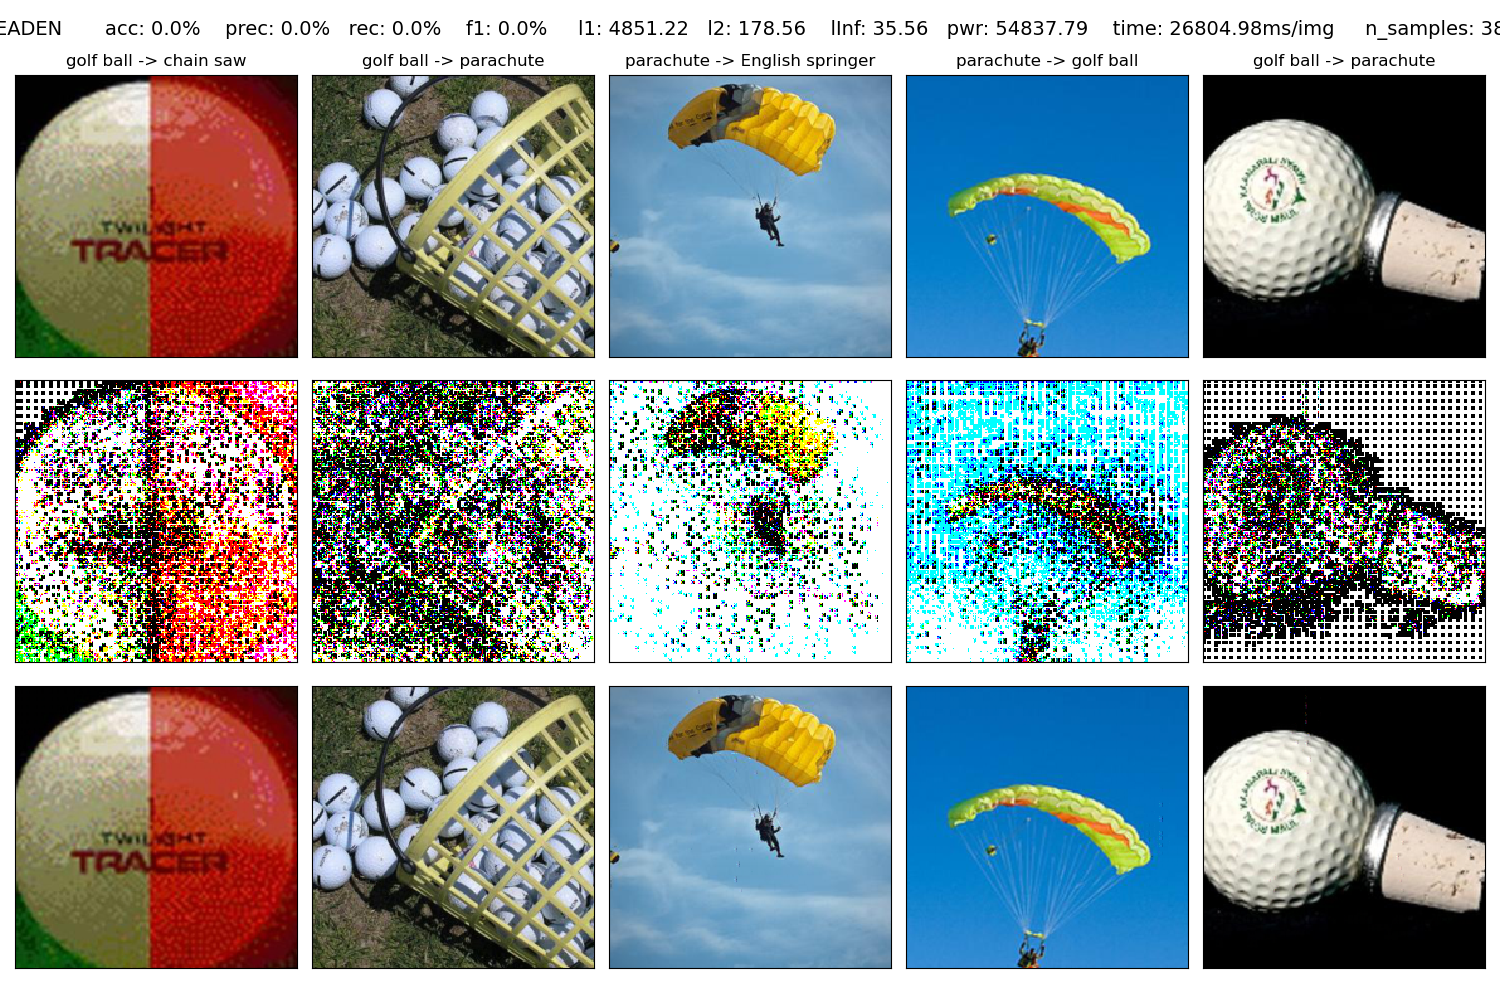 EADEN acc: 0.0% prec: 0.0% rec: 0.0% f1: 0.0% l1: 4851.22 l2: 178.56 lInf: 35.56 pwr: 54837.79 time: 26804.98ms/img n_samples: 38
golf ball -> chain saw
golf ball -> parachute
parachute -> English springer
parachute -> golf ball
golf ball -> parachute
TWILIGHT
TRACER
TWILIGHT
TRACER